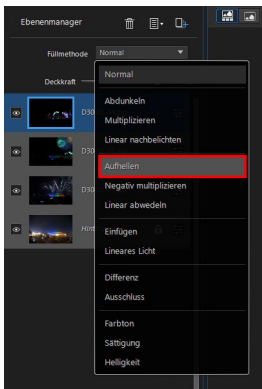 Ebenenmanager
Füllmethode Normal
Deckkraft
Normal
Abdunkeln
Multiplizieren
Linear nachbelichten
Aufhellen
Negativ multiplizieren
Linear abwedeln
Einfügen
Lineares Licht
Differenz
Ausschluss
Farbton
Sättigung
Helligkeit
D30
D30
D30
Hint